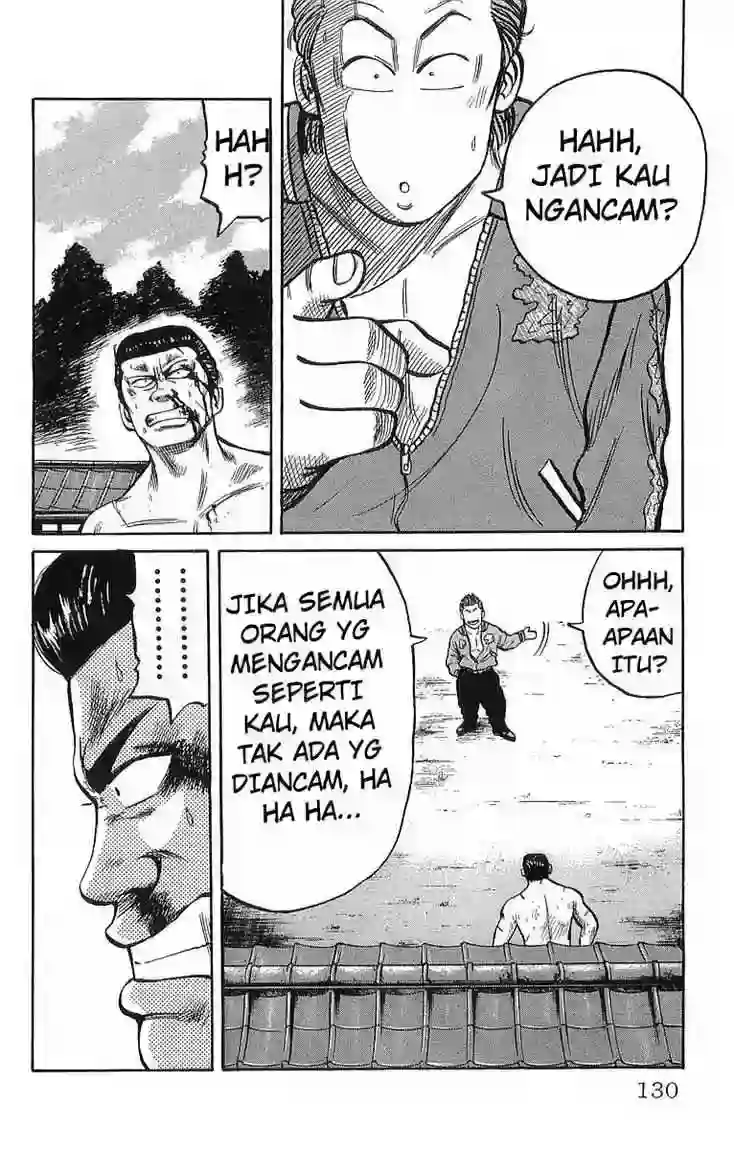 HAHH,
JADI KAU
NGANCAM?
HAH
H?
OHHH,
APA-
APAAN
ITU?
JIKA SEMUA
ORANG YG
MENGANCAM
SEPERTI
KAU, MAKA
TAK ADA YG
DIANCAM, HA
HA HA...
.........
.........
130